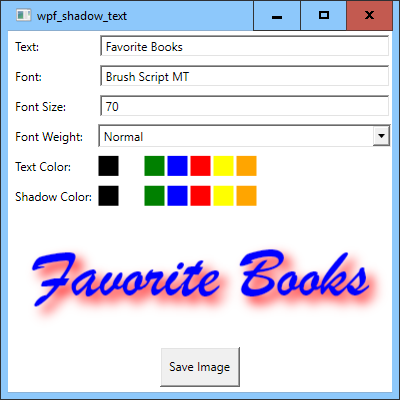 wpf_shadow_text
Text: Favorite Books
Font: Brush Script MT
Font Size: 70
Font Weight: Normal
Text Color:
Shadow Color:
Favorite Books
Save Image